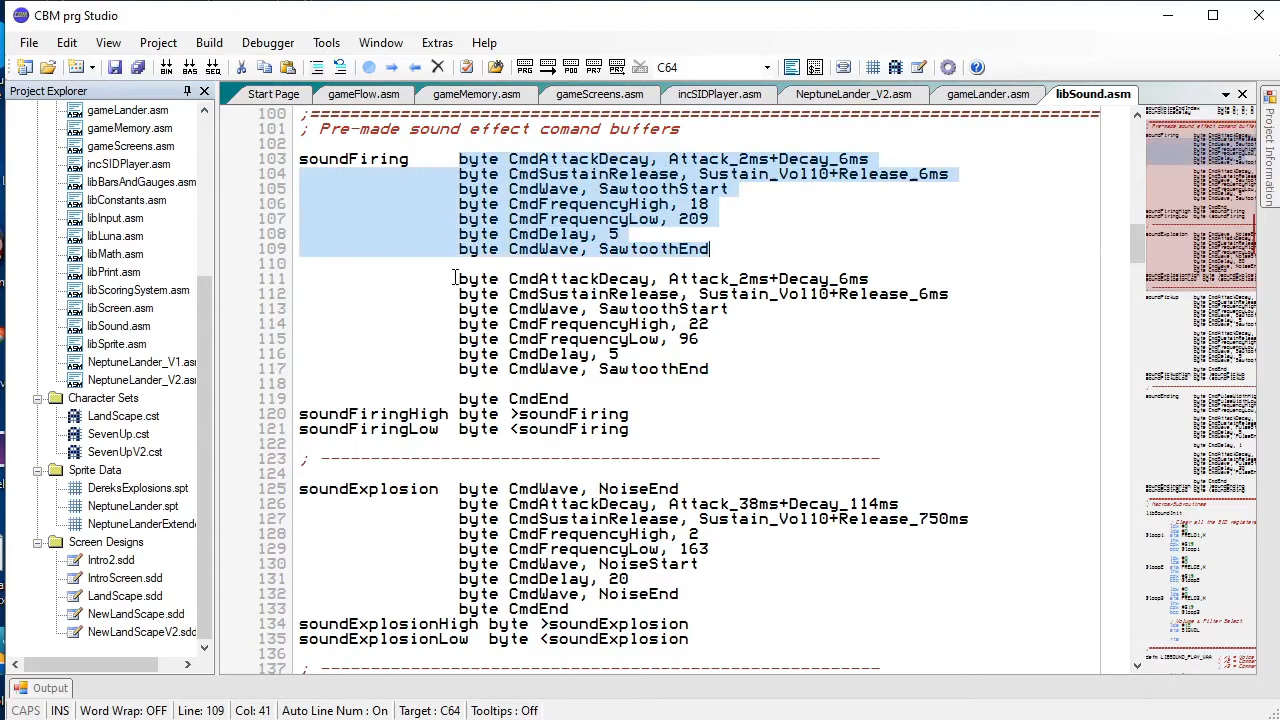 CBM prg Studio
File Edit View Project Build Debugger Tools Window Extras Help
BIN BAS SEQ PRG C64
Project Explorer
Start Page gameFlow.asm gameMemory.asm gameScreens.asm incSIDPlayer.asm NeptuneLander_V2.asm gameLander.asm libSound.asm
Project Properties
gameLander.asm
gameMemory.asm
gameScreens.asm
incSIDPlayer.asm
libBarsAndGauges.asm
libConstants.asm
libInput.asm
libLuna.asm
libMath.asm
libPrint.asm
libScoringSystem.asm
libScreen.asm
libSound.asm
libSprite.asm
NeptuneLander_V1.asm
NeptuneLander_V2.asm
Character Sets
LandScape.cst
SevenUp.cst
SevenUpV2.cst
Sprite Data
DereksExplosions.spt
NeptuneLander.spt
NeptuneLanderExtend
Screen Designs
Intro2.sdd
IntroScreen.sdd
LandScape.sdd
NewLandScape.sdd
NewLandScapeV2.sdd
100 ;===============================================================================
101 ; Pre-made sound effect comand buffers
102
103 soundFiring byte CmdAttackDecay, Attack_2ms+Decay_6ms
104 byte CmdSustainRelease, Sustain_Vol10+Release_6ms
105 byte CmdWave, SawtoothStart
106 byte CmdFrequencyHigh, 18
107 byte CmdFrequencyLow, 209
108 byte CmdDelay, 5
109 byte CmdWave, SawtoothEnd
110
111 byte CmdAttackDecay, Attack_2ms+Decay_6ms
112 byte CmdSustainRelease, Sustain_Vol10+Release_6ms
113 byte CmdWave, SawtoothStart
114 byte CmdFrequencyHigh, 22
115 byte CmdFrequencyLow, 96
116 byte CmdDelay, 5
117 byte CmdWave, SawtoothEnd
118
119 byte CmdEnd
120 soundFiringHigh byte >soundFiring
121 soundFiringLow byte <soundFiring
122
123 ; --------------------------------------------------------
124
125 soundExplosion byte CmdWave, NoiseEnd
126 byte CmdAttackDecay, Attack_38ms+Decay_114ms
127 byte CmdSustainRelease, Sustain_Vol10+Release_750ms
128 byte CmdFrequencyHigh, 2
129 byte CmdFrequencyLow, 163
130 byte CmdWave, NoiseStart
131 byte CmdDelay, 20
132 byte CmdWave, NoiseEnd
133 byte CmdEnd
134 soundExplosionHigh byte >soundExplosion
135 soundExplosionLow byte <soundExplosion
136
137 ; --------------------------------------------------------
Output
CAPS INS Word Wrap: OFF Line: 109 Col: 41 Auto Line Num : On Target: C64 Tooltips : Off